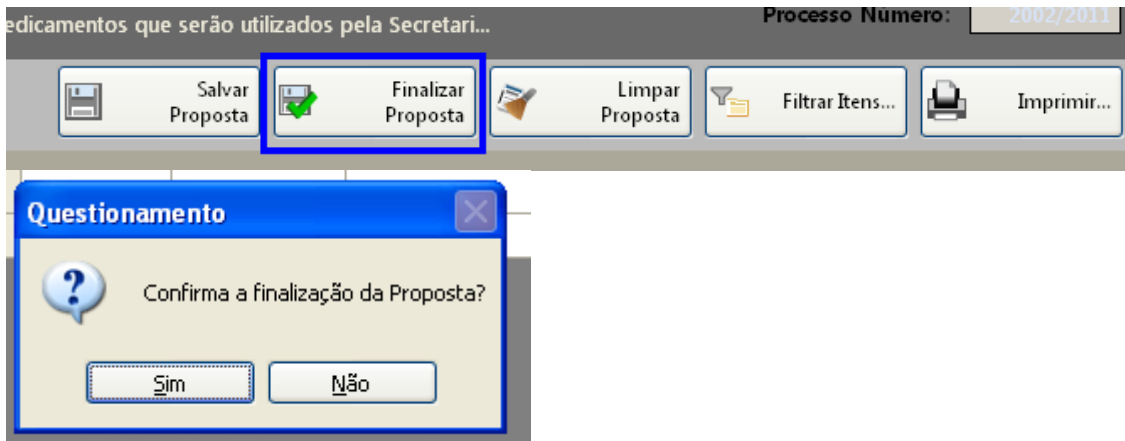 edicamentos que serão utilizados pela Secretari...
Processo Número: 2002/2011
Salvar
Proposta
Finalizar
Proposta
Limpar
Proposta
Filtrar Itens...
Imprimir...
Questionamento
Confirma a finalização da Proposta?
Sim
Não